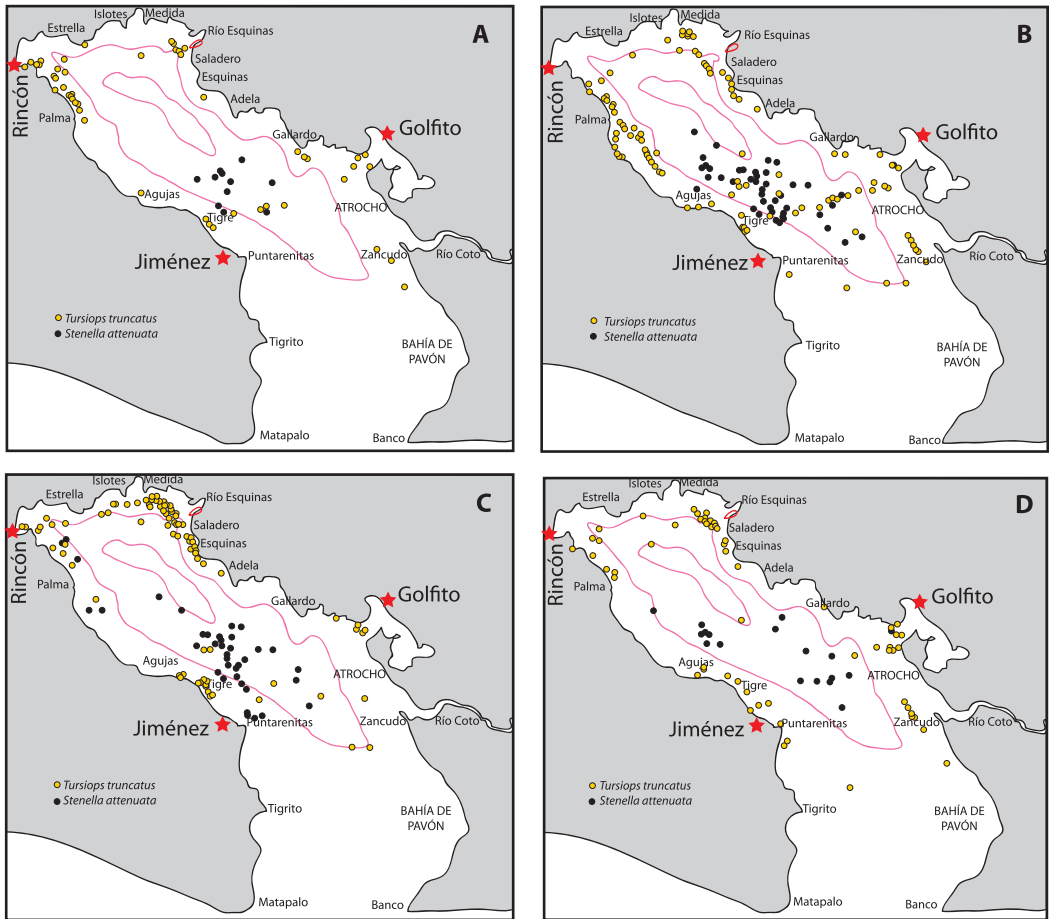 A
Islotes
Medida
Estrella
Río Esquinas
Saladero
Esquinas
Rincón
Adela
Palma
Gallardo
Golfito
Agujas
ATROCHO
Tigre
Jiménez
Puntarenitas
Zancudo
Río Coto
Tursiops truncatus
Stenella attenuata
Tigrito
BAHÍA DE
PAVÓN
Matapalo
Banco
B
Islotes
Medida
Estrella
Río Esquinas
Saladero
Esquinas
Rincón
Adela
Palma
Gallardo
Golfito
Agujas
ATROCHO
Tigre
Jiménez
Puntarenitas
Zancudo
Río Coto
Tursiops truncatus
Stenella attenuata
Tigrito
BAHÍA DE
PAVÓN
Matapalo
Banco
C
Islotes
Medida
Estrella
Río Esquinas
Saladero
Esquinas
Rincón
Adela
Palma
Gallardo
Golfito
Agujas
ATROCHO
Tigre
Jiménez
Puntarenitas
Zancudo
Río Coto
Tursiops truncatus
Stenella attenuata
Tigrito
BAHÍA DE
PAVÓN
Matapalo
Banco
D
Islotes
Medida
Estrella
Río Esquinas
Saladero
Esquinas
Rincón
Adela
Palma
Gallardo
Golfito
Agujas
ATROCHO
Tigre
Jiménez
Puntarenitas
Zancudo
Río Coto
Tursiops truncatus
Stenella attenuata
Tigrito
BAHÍA DE
PAVÓN
Matapalo
Banco